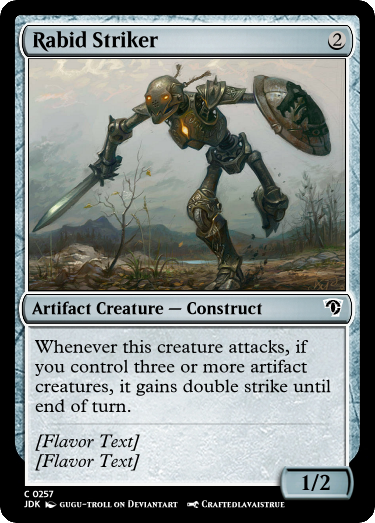 Rabid Striker 2
Artifact Creature — Construct
Whenever this creature attacks, if
you control three or more artifact
creatures, it gains double strike until
end of turn.
[Flavor Text]
[Flavor Text]
1/2
C 0257
JDK GUGU-TROLL ON DEVIANTART CRAFTEDLAVAISTRUE